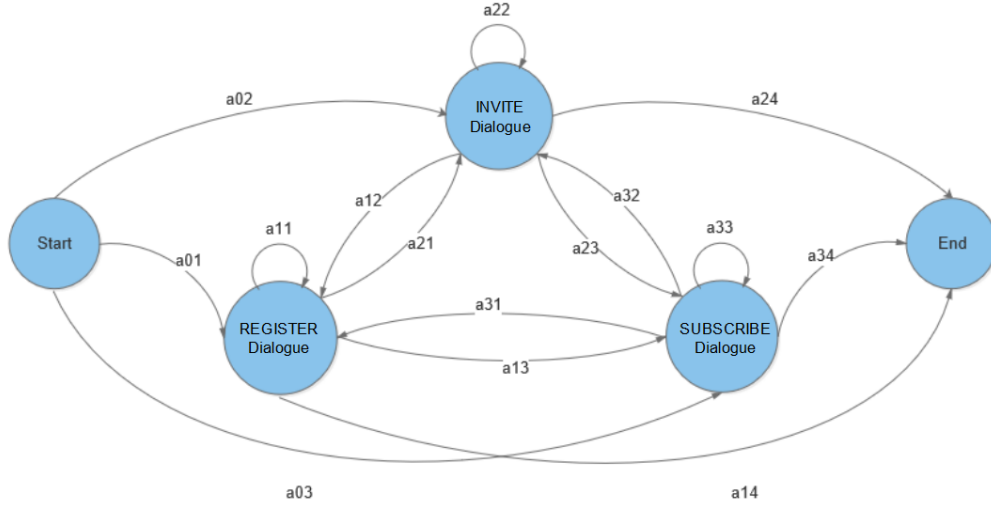 a22
a02
a24
INVITE
Dialogue
a12
a32
a11
a21
a23
a33
Start
a01
a34
End
a31
REGISTER
Dialogue
SUBSCRIBE
Dialogue
a13
a03
a14